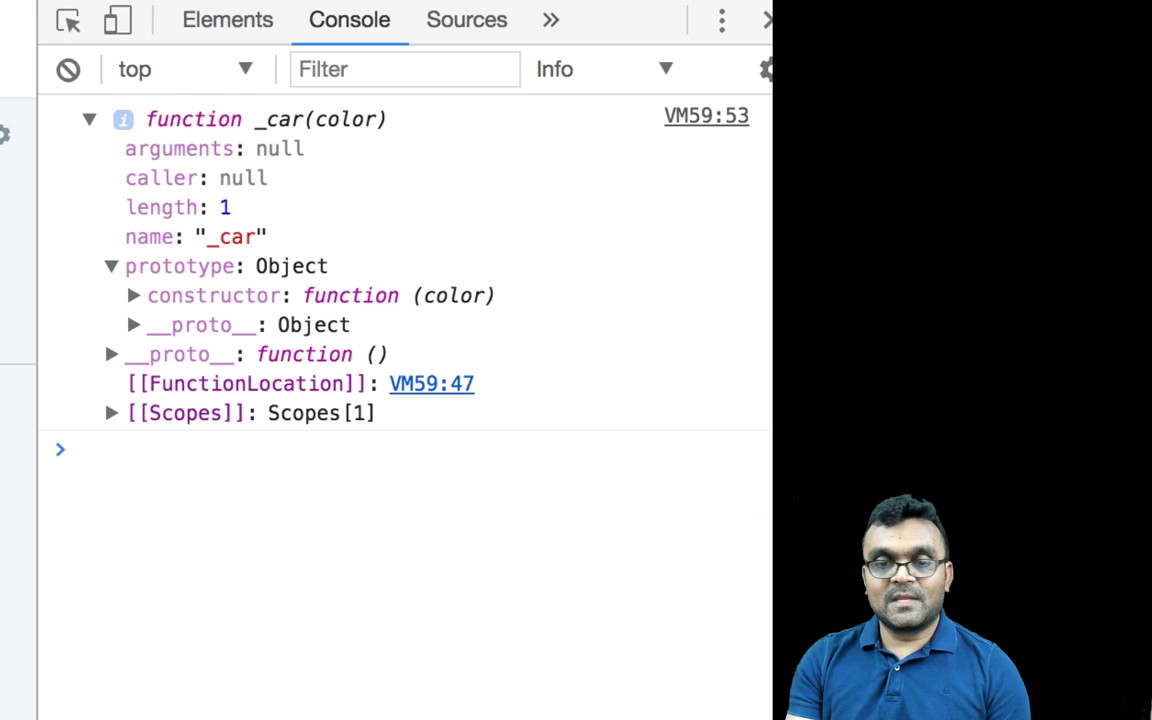 Elements Console Sources »
top Filter Info
function _car(color) VM59:53
arguments: null
caller: null
length: 1
name: "_car"
prototype: Object
constructor: function (color)
__proto__: Object
__proto__: function ()
[[FunctionLocation]]: VM59:47
[[Scopes]]: Scopes[1]
>